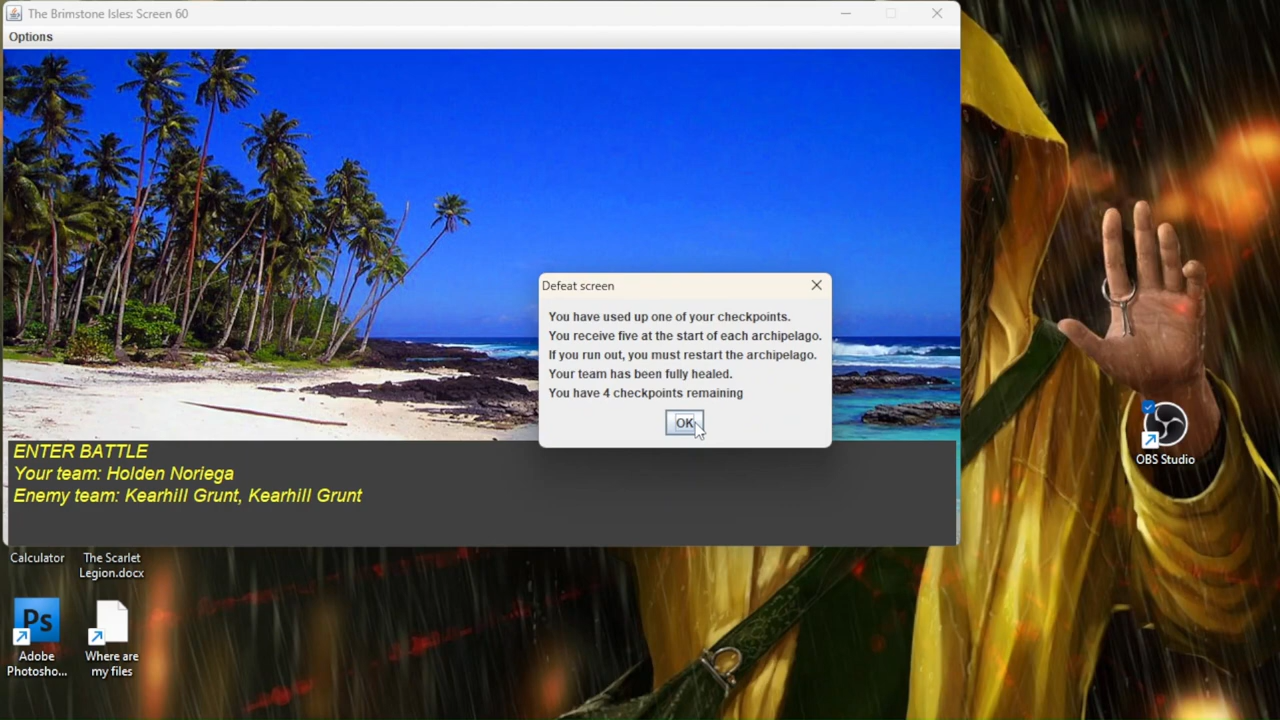 The Brimstone Isles: Screen 60
Options
Defeat screen
You have used up one of your checkpoints.
You receive five at the start of each archipelago.
If you run out, you must restart the archipelago.
Your team has been fully healed.
You have 4 checkpoints remaining
OK
ENTER BATTLE
Your team: Holden Noriega
Enemy team: Kearhill Grunt, Kearhill Grunt
OBS Studio
Calculator
The Scarlet
Legion.docx
Ps
Adobe
Photosho...
Where are
my files